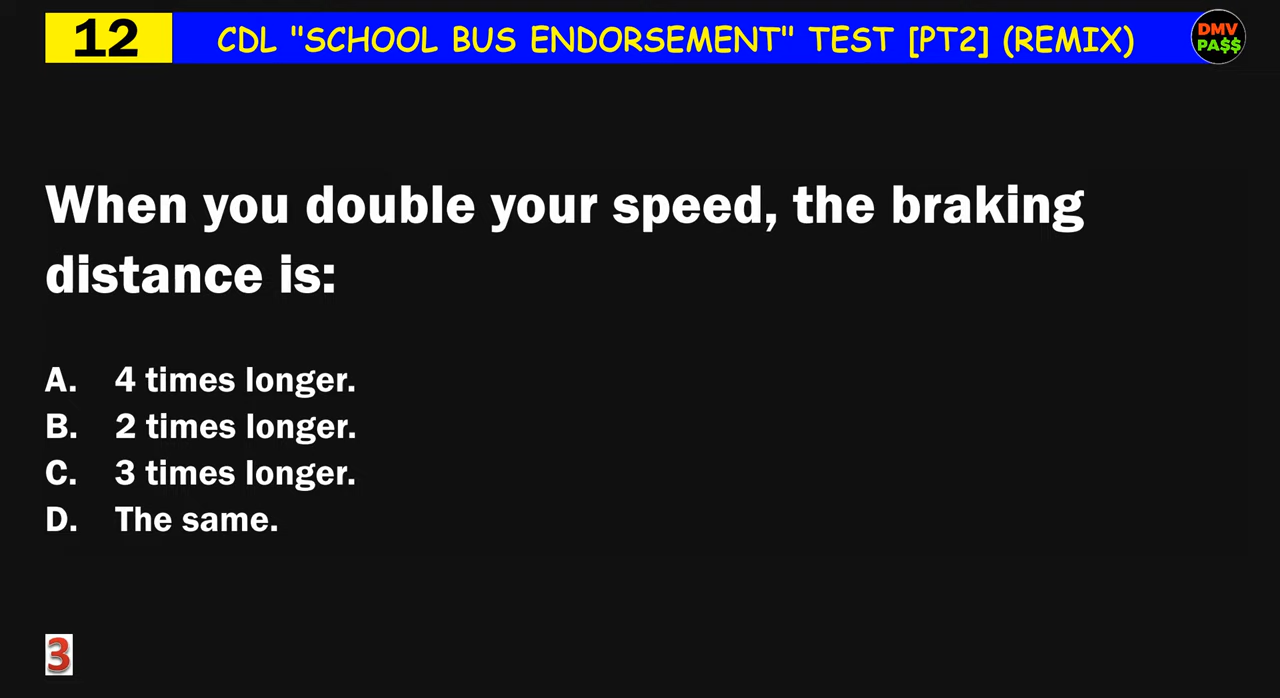 12
CDL "SCHOOL BUS ENDORSEMENT" TEST [PT2] (REMIX)
DMV
PA$$
When you double your speed, the braking
distance is:
A. 4 times longer.
B. 2 times longer.
C. 3 times longer.
D. The same.
3